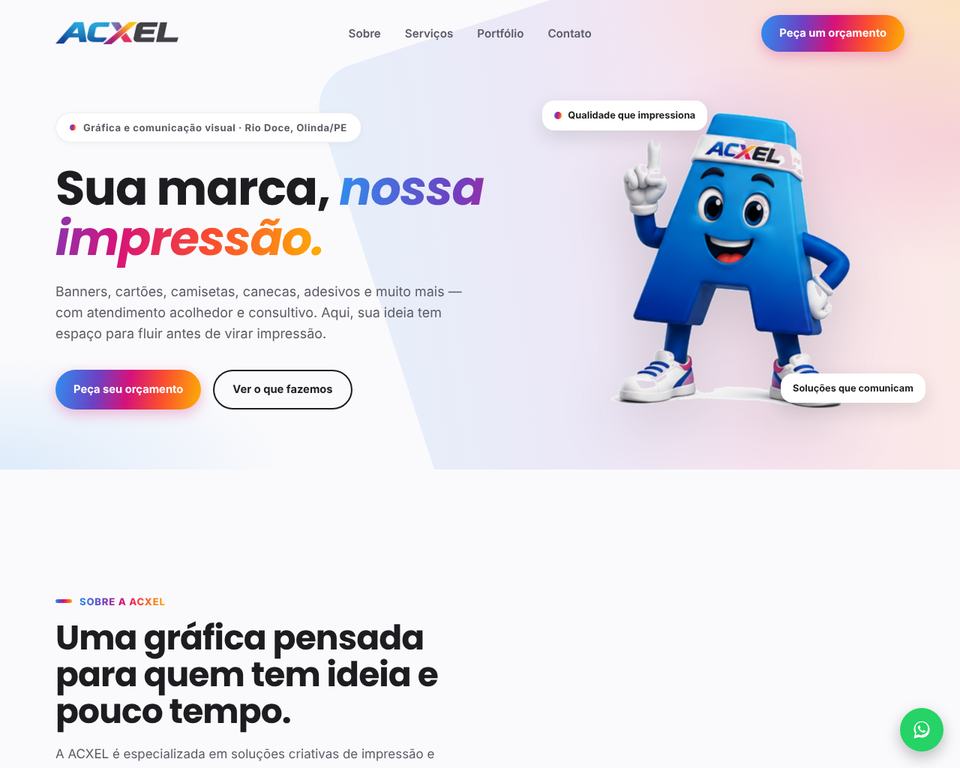 ACXEL
Sobre
Serviços
Portfólio
Contato
Peça um orçamento
Gráfica e comunicação visual · Rio Doce, Olinda/PE
Sua marca, nossa
impressão.
Banners, cartões, camisetas, canecas, adesivos e muito mais —
com atendimento acolhedor e consultivo. Aqui, sua ideia tem
espaço para fluir antes de virar impressão.
Peça seu orçamento
Ver o que fazemos
Qualidade que impressiona
ACXEL
Soluções que comunicam
SOBRE A ACXEL
Uma gráfica pensada
para quem tem ideia e
pouco tempo.
A ACXEL é especializada em soluções criativas de impressão e